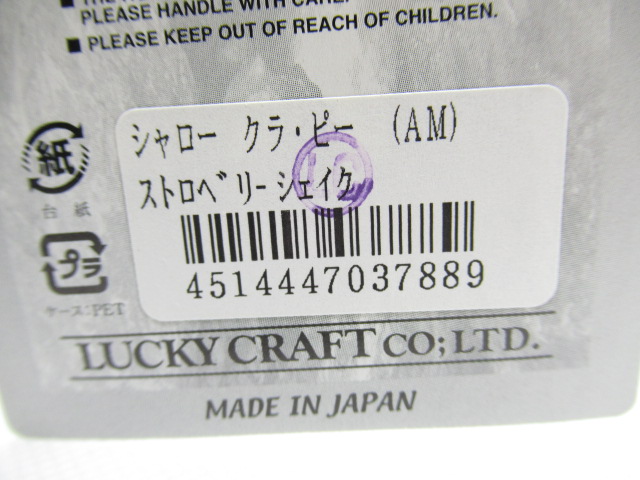 PLEASE HANDLE WITH CARE.
■ PLEASE KEEP OUT OF REACH OF CHILDREN.
シャロー クラ・ピー (AM)
ストロベリーシェイク
4514447037889
紙
台紙
プラ
ケース:PET
LUCKY CRAFT CO;LTD.
MADE IN JAPAN